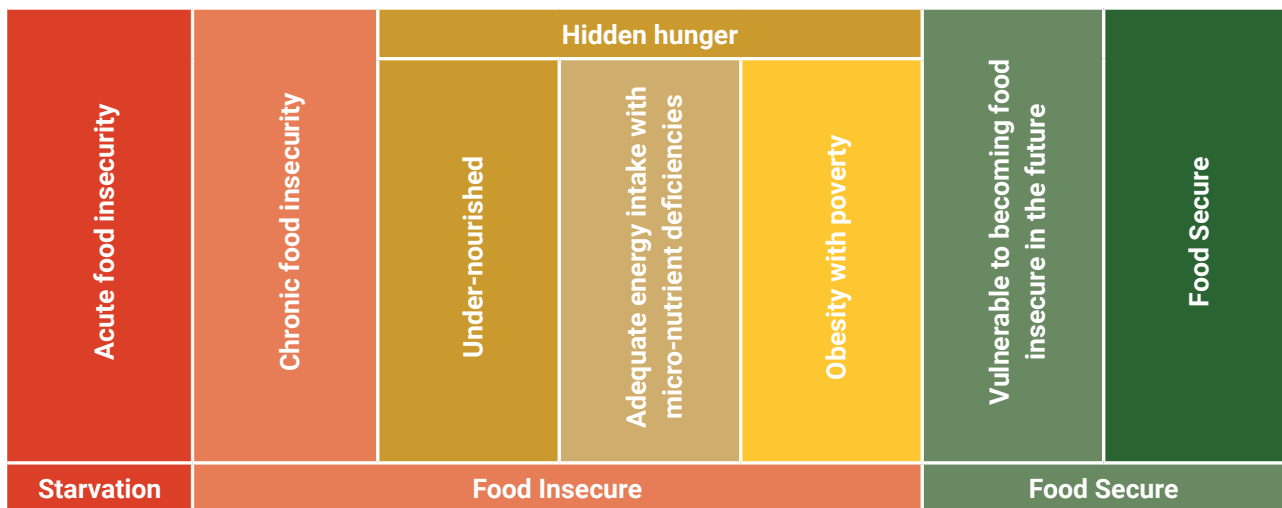 Hidden hunger
Acute food insecurity
Chronic food insecurity
Under-nourished
Adequate energy intake with
micro-nutrient deficiencies
Obesity with poverty
Vulnerable to becoming food
insecure in the future
Food Secure
Starvation
Food Insecure
Food Secure